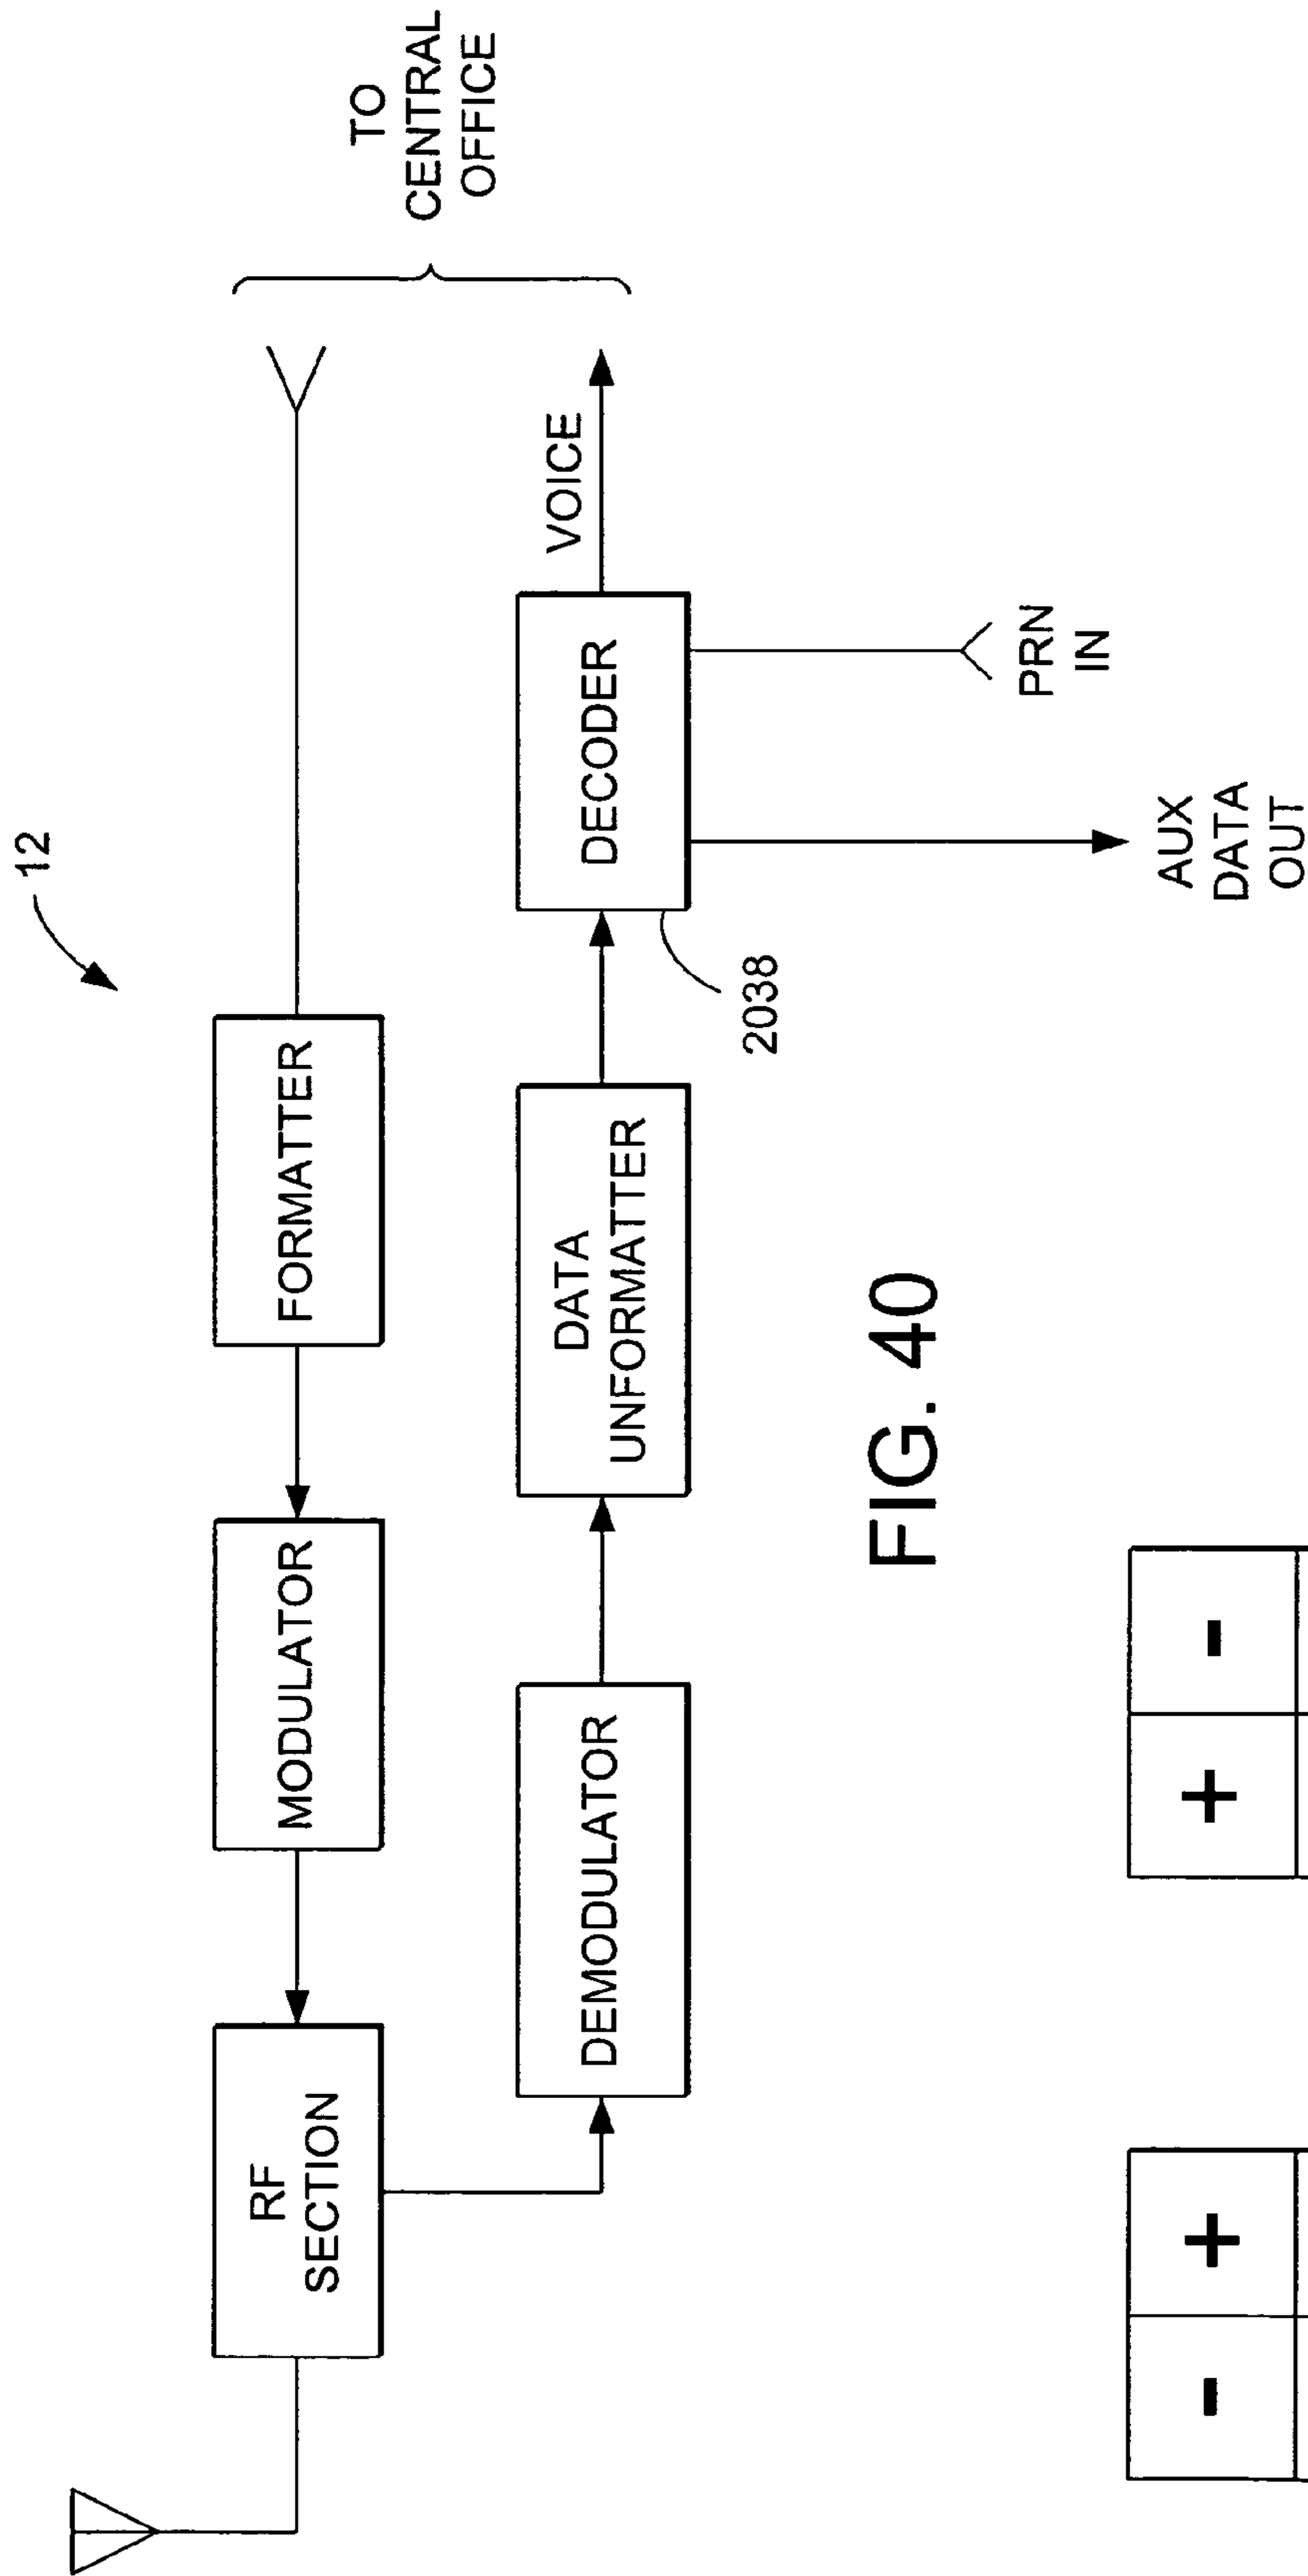 12
RF
SECTION
MODULATOR
FORMATTER
TO
CENTRAL
OFFICE
DEMODULATOR
DATA
UNFORMATTER
DECODER
VOICE
2038
PRN
IN
AUX
DATA
OUT
FIG. 40
- +
+ -